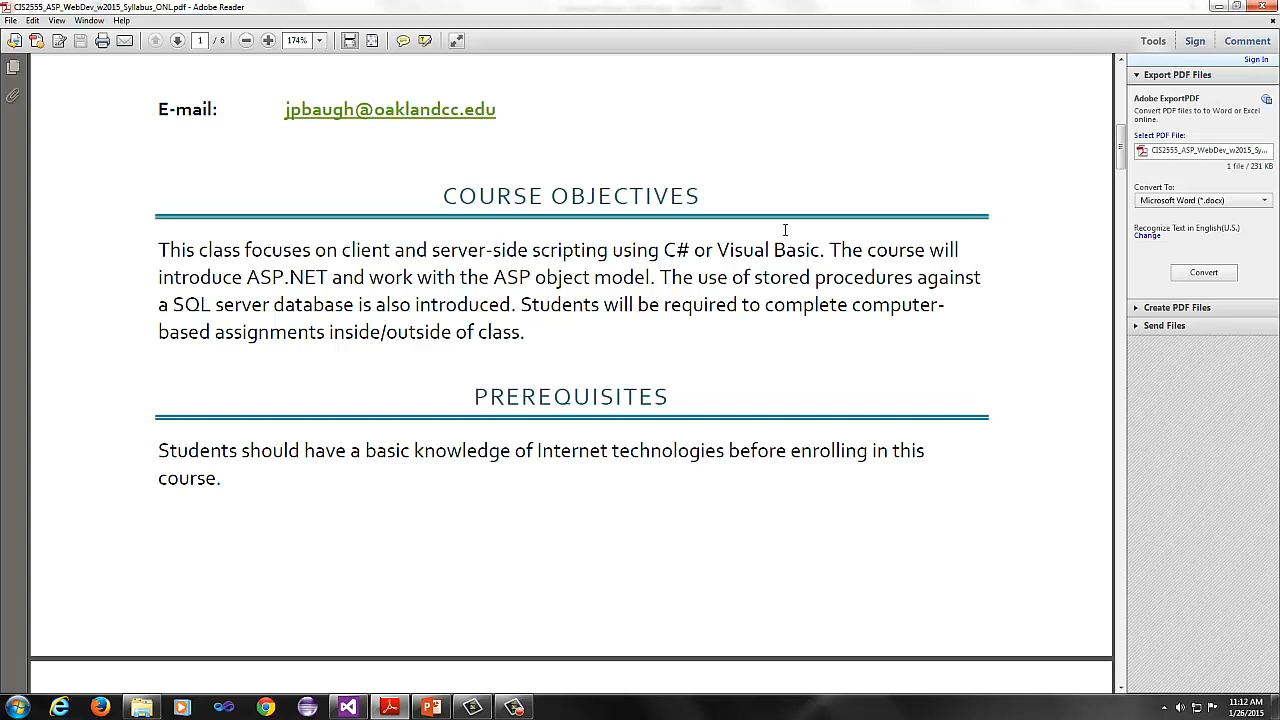 CIS2555_ASP_WebDev_w2015_Syllabus_ONL.pdf - Adobe Reader
File Edit View Window Help
1 / 6 174% Tools Sign Comment
Sign In
Export PDF Files
Adobe ExportPDF
Convert PDF files to to Word or Excel
online.
Select PDF File:
CIS2555_ASP_WebDev_w2015_Sy...
1 file / 231 KB
Convert To:
Microsoft Word (*.docx)
Recognize Text in English(U.S.)
Change
Convert
Create PDF Files
Send Files
E-mail: jpbaugh@oaklandcc.edu
COURSE OBJECTIVES
This class focuses on client and server-side scripting using C# or Visual Basic. The course will
introduce ASP.NET and work with the ASP object model. The use of stored procedures against
a SQL server database is also introduced. Students will be required to complete computer-
based assignments inside/outside of class.
PREREQUISITES
Students should have a basic knowledge of Internet technologies before enrolling in this
course.
11:12 AM
1/26/2015